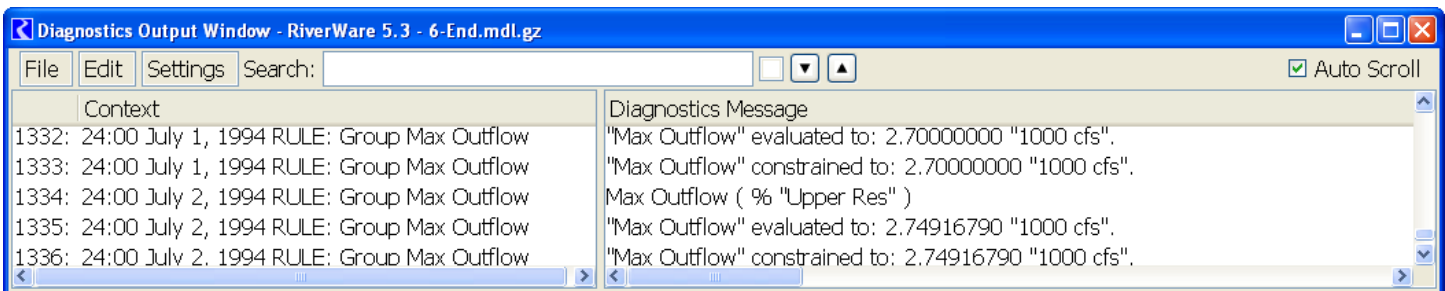 Diagnostics Output Window - RiverWare 5.3 - 6-End.mdl.gz
File Edit Settings Search: Auto Scroll
Context Diagnostics Message
1332: 24:00 July 1, 1994 RULE: Group Max Outflow "Max Outflow" evaluated to: 2.70000000 "1000 cfs".
1333: 24:00 July 1, 1994 RULE: Group Max Outflow "Max Outflow" constrained to: 2.70000000 "1000 cfs".
1334: 24:00 July 2, 1994 RULE: Group Max Outflow Max Outflow ( % "Upper Res" )
1335: 24:00 July 2, 1994 RULE: Group Max Outflow "Max Outflow" evaluated to: 2.74916790 "1000 cfs".
1336: 24:00 July 2, 1994 RULE: Group Max Outflow "Max Outflow" constrained to: 2.74916790 "1000 cfs".